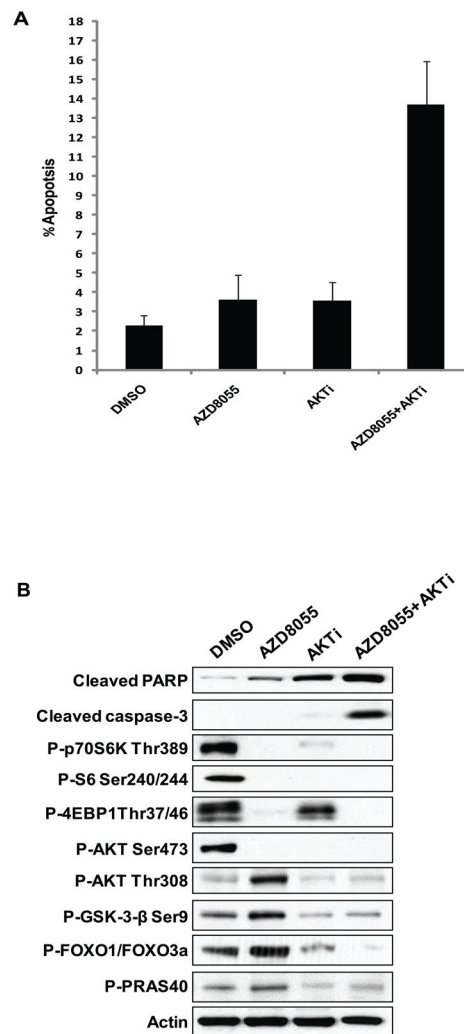 A
% Apopotsis
18
17
16
15
14
13
12
11
10
9
8
7
6
5
4
3
2
1
0
DMSO
AZD8055
AKTi
AZD8055+AKTi
B
DMSO
AZD8055
AKTi
AZD8055+AKTi
Cleaved PARP
Cleaved caspase-3
P-p70S6K Thr389
P-S6 Ser240/244
P-4EBP1Thr37/46
P-AKT Ser473
P-AKT Thr308
P-GSK-3-β Ser9
P-FOXO1/FOXO3a
P-PRAS40
Actin